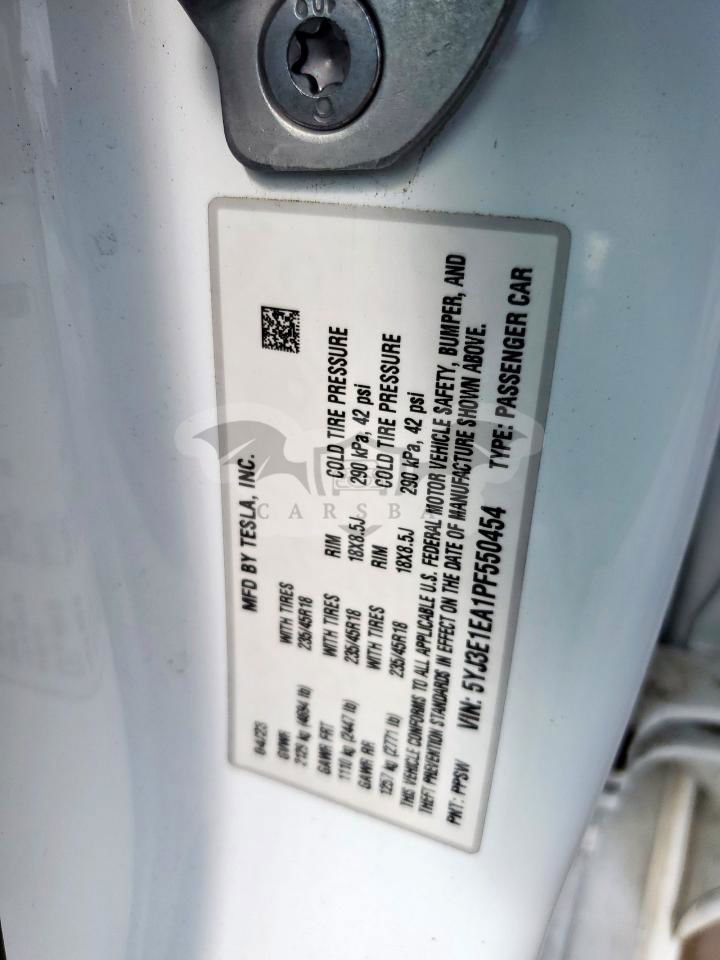 MFD BY TESLA, INC.
04/23
GVWR
2129 kg (4694 lb)
WITH TIRES
235/45R18
GAWR FRT
1110 kg (2447 lb)
WITH TIRES
235/45R18
RIM
18X8.5J
COLD TIRE PRESSURE
290 kPa, 42 psi
GAWR RR
1257 kg (2771 lb)
WITH TIRES
235/45R18
RIM
18X8.5J
COLD TIRE PRESSURE
290 kPa, 42 psi
THIS VEHICLE CONFORMS TO ALL APPLICABLE U.S. FEDERAL MOTOR VEHICLE SAFETY, BUMPER, AND
THEFT PREVENTION STANDARDS IN EFFECT ON THE DATE OF MANUFACTURE SHOWN ABOVE.
PNT: PPSW VIN: 5YJ3E1EA1PF550454 TYPE: PASSENGER CAR
CARSBA